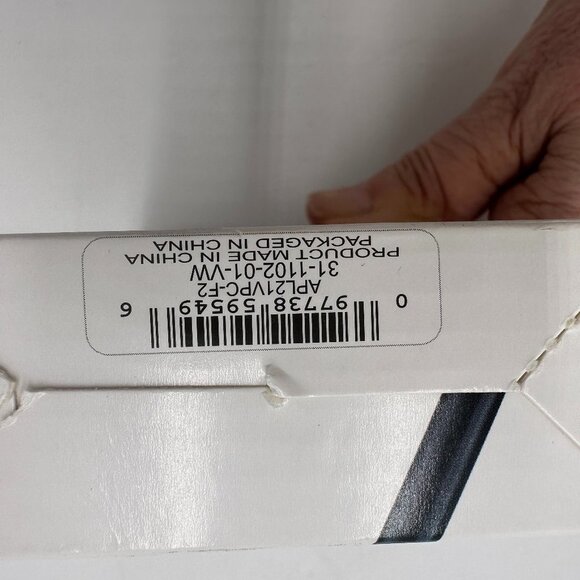 0 97738 59549 6
APL21VPC-F2
31-1102-01-VW
PRODUCT MADE IN CHINA
PACKAGED IN CHINA